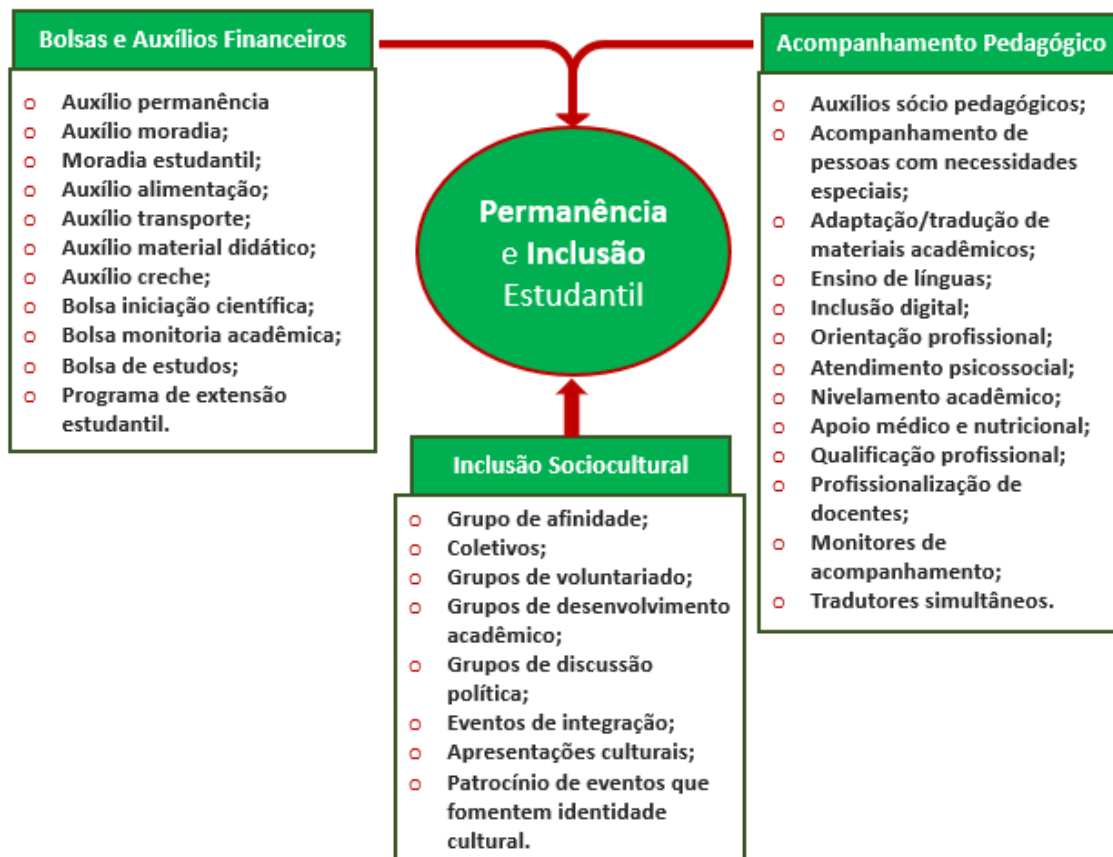 Bolsas e Auxílios Financeiros
Auxílio permanência
Auxílio moradia;
Moradia estudantil;
Auxílio alimentação;
Auxílio transporte;
Auxílio material didático;
Auxílio creche;
Bolsa iniciação científica;
Bolsa monitoria acadêmica;
Bolsa de estudos;
Programa de extensão
estudantil.
Permanência
e Inclusão
Estudantil
Acompanhamento Pedagógico
Auxílios sócio pedagógicos;
Acompanhamento de
pessoas com necessidades
especiais;
Adaptação/tradução de
materiais acadêmicos;
Ensino de línguas;
Inclusão digital;
Orientação profissional;
Atendimento psicossocial;
Nivelamento acadêmico;
Apoio médico e nutricional;
Qualificação profissional;
Profissionalização de
docentes;
Monitores de
acompanhamento;
Tradutores simultâneos.
Inclusão Sociocultural
Grupo de afinidade;
Coletivos;
Grupos de voluntariado;
Grupos de desenvolvimento
acadêmico;
Grupos de discussão
política;
Eventos de integração;
Apresentações culturais;
Patrocínio de eventos que
fomentem identidade
cultural.